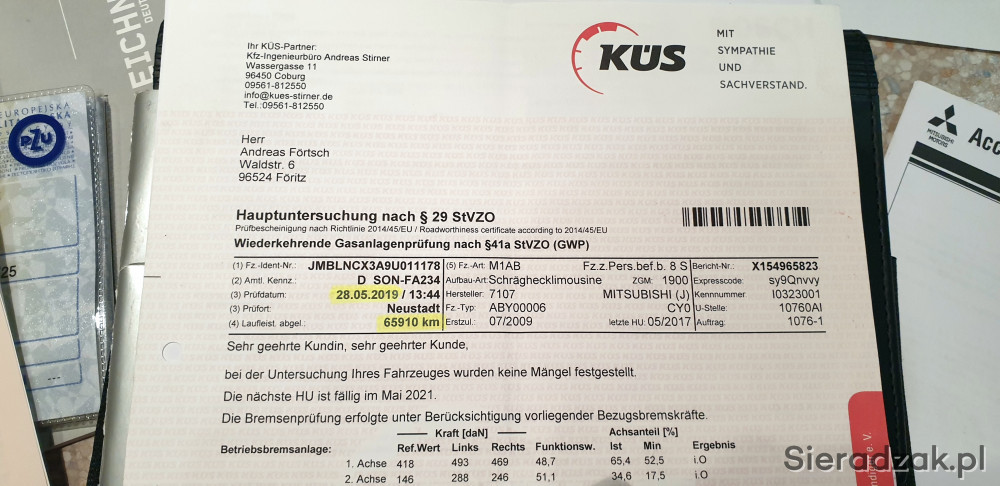 EICHN
DEUT
EUROPEJSKA
PZU
25
---
Ihr KÜS-Partner:
Kfz-Ingenieurbüro Andreas Stirner
Wassergasse 11
96450 Coburg
09561-812550
info@kues-stirner.de
Tel.:09561-812550
KÜS
MIT
SYMPATHIE
UND
SACHVERSTAND.
Herr
Andreas Förtsch
Waldstr. 6
96524 Föritz
MITSUBISHI
MOTORS
Acc
Hauptuntersuchung nach § 29 StVZO
Prüfbescheinigung nach Richtlinie 2014/45/EU / Roadworthiness certificate according to 2014/45/EU
Wiederkehrende Gasanlagenprüfung nach §41a StVZO (GWP)
(1) Fz.-Ident-Nr.: JMBLNCX3A9U011178 (5) Fz.-Art: M1AB Fz.z.Pers.bef.b. 8 S Bericht-Nr.: X154965823
(2) Amtl. Kennz.: D SON-FA234 Aufbau-Art: Schräghecklimousine ZGM: 1900 Expresscode: sy9Qnvvy
(3) Prüfdatum: 28.05.2019 / 13:44 Hersteller: 7107 MITSUBISHI (J) Kennnummer I0323001
(3) Prüfort: Neustadt Fz.-Typ: ABY00006 CY0 U-Stelle: 10760AI
(4) Laufleist. abgel.: 65910 km Erstzul.: 07/2009 letzte HU: 05/2017 Auftrag: 1076-1
Sehr geehrte Kundin, sehr geehrter Kunde,
bei der Untersuchung Ihres Fahrzeuges wurden keine Mängel festgestellt.
Die nächste HU ist fällig im Mai 2021.
Die Bremsenprüfung erfolgte unter Berücksichtigung vorliegender Bezugsbremskräfte.
Kraft [daN] Achsanteil [%]
Betriebsbremsanlage: Ref.Wert Links Rechts Funktionsw. Ist Min Ergebnis
1. Achse 418 493 469 48,7 65,4 52,5 i.O
2. Achse 146 288 246 51,1 34,6 17,5 i.O
e. V.
Sieradzak.pl